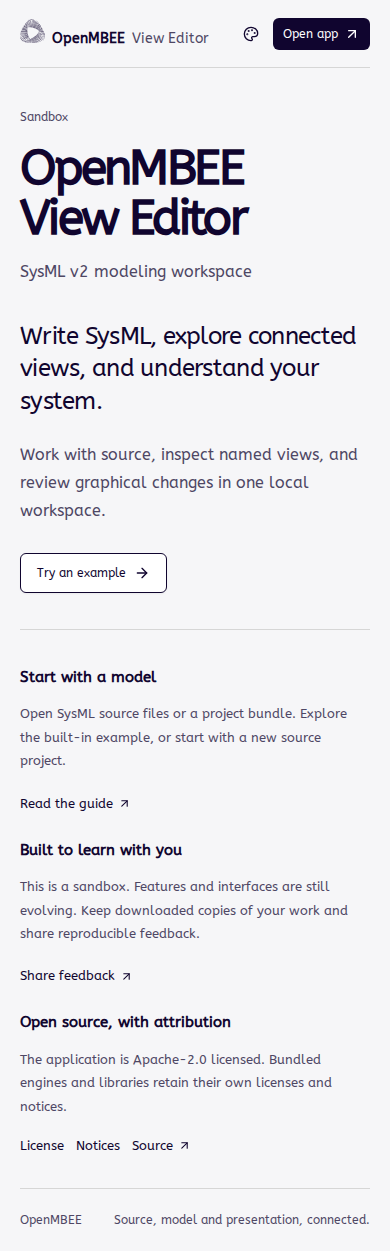 OpenMBEE View Editor
Open app
Sandbox
OpenMBEE
View Editor
SysML v2 modeling workspace
Write SysML, explore connected
views, and understand your
system.
Work with source, inspect named views, and
review graphical changes in one local
workspace.
Try an example
Start with a model
Open SysML source files or a project bundle. Explore
the built-in example, or start with a new source
project.
Read the guide
Built to learn with you
This is a sandbox. Features and interfaces are still
evolving. Keep downloaded copies of your work and
share reproducible feedback.
Share feedback
Open source, with attribution
The application is Apache-2.0 licensed. Bundled
engines and libraries retain their own licenses and
notices.
License Notices Source
OpenMBEE Source, model and presentation, connected.